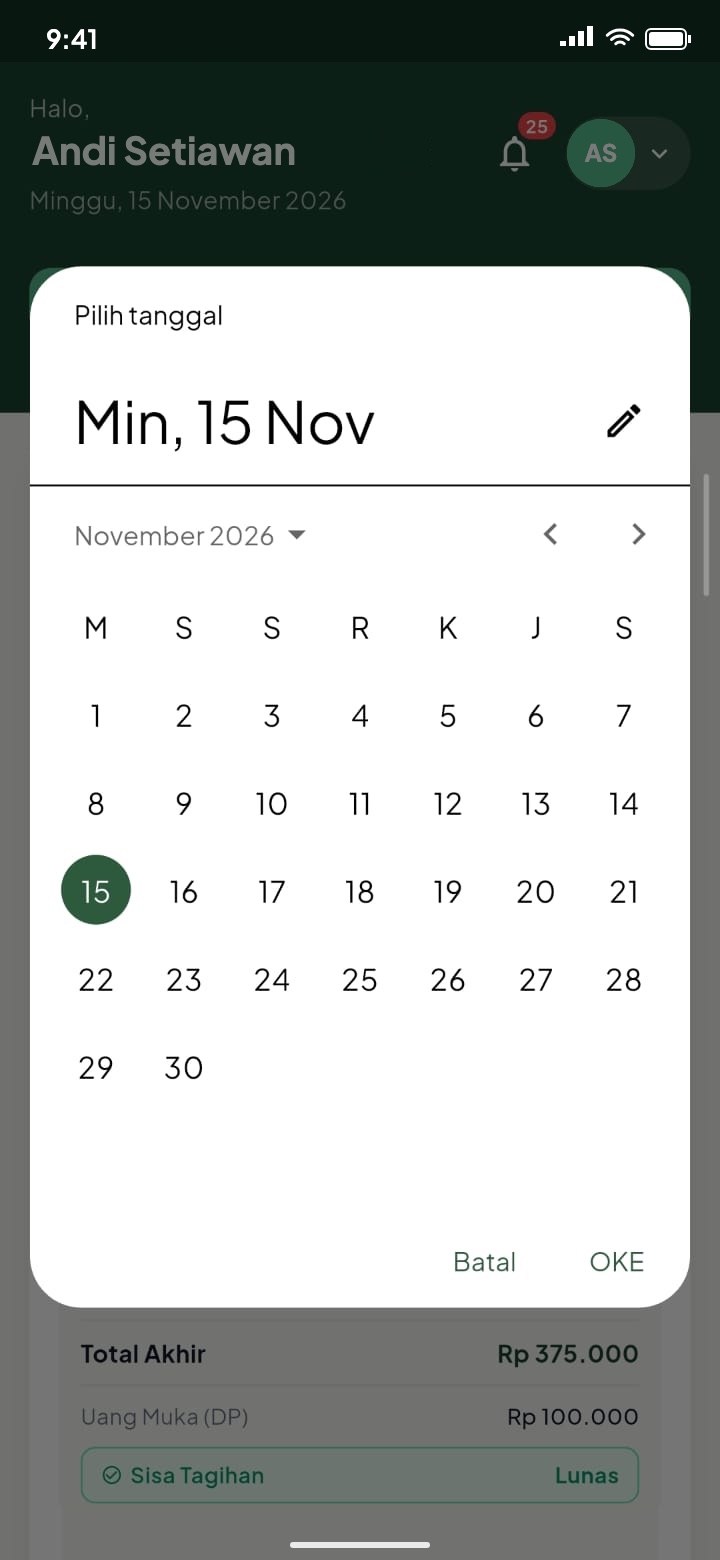 9:41
Halo,
Andi Setiawan
25
AS
Minggu, 15 November 2026
Pilih tanggal
Min, 15 Nov
November 2026
M S S R K J S
1 2 3 4 5 6 7
8 9 10 11 12 13 14
15 16 17 18 19 20 21
22 23 24 25 26 27 28
29 30
Batal OKE
Total Akhir Rp 375.000
Uang Muka (DP) Rp 100.000
Sisa Tagihan Lunas